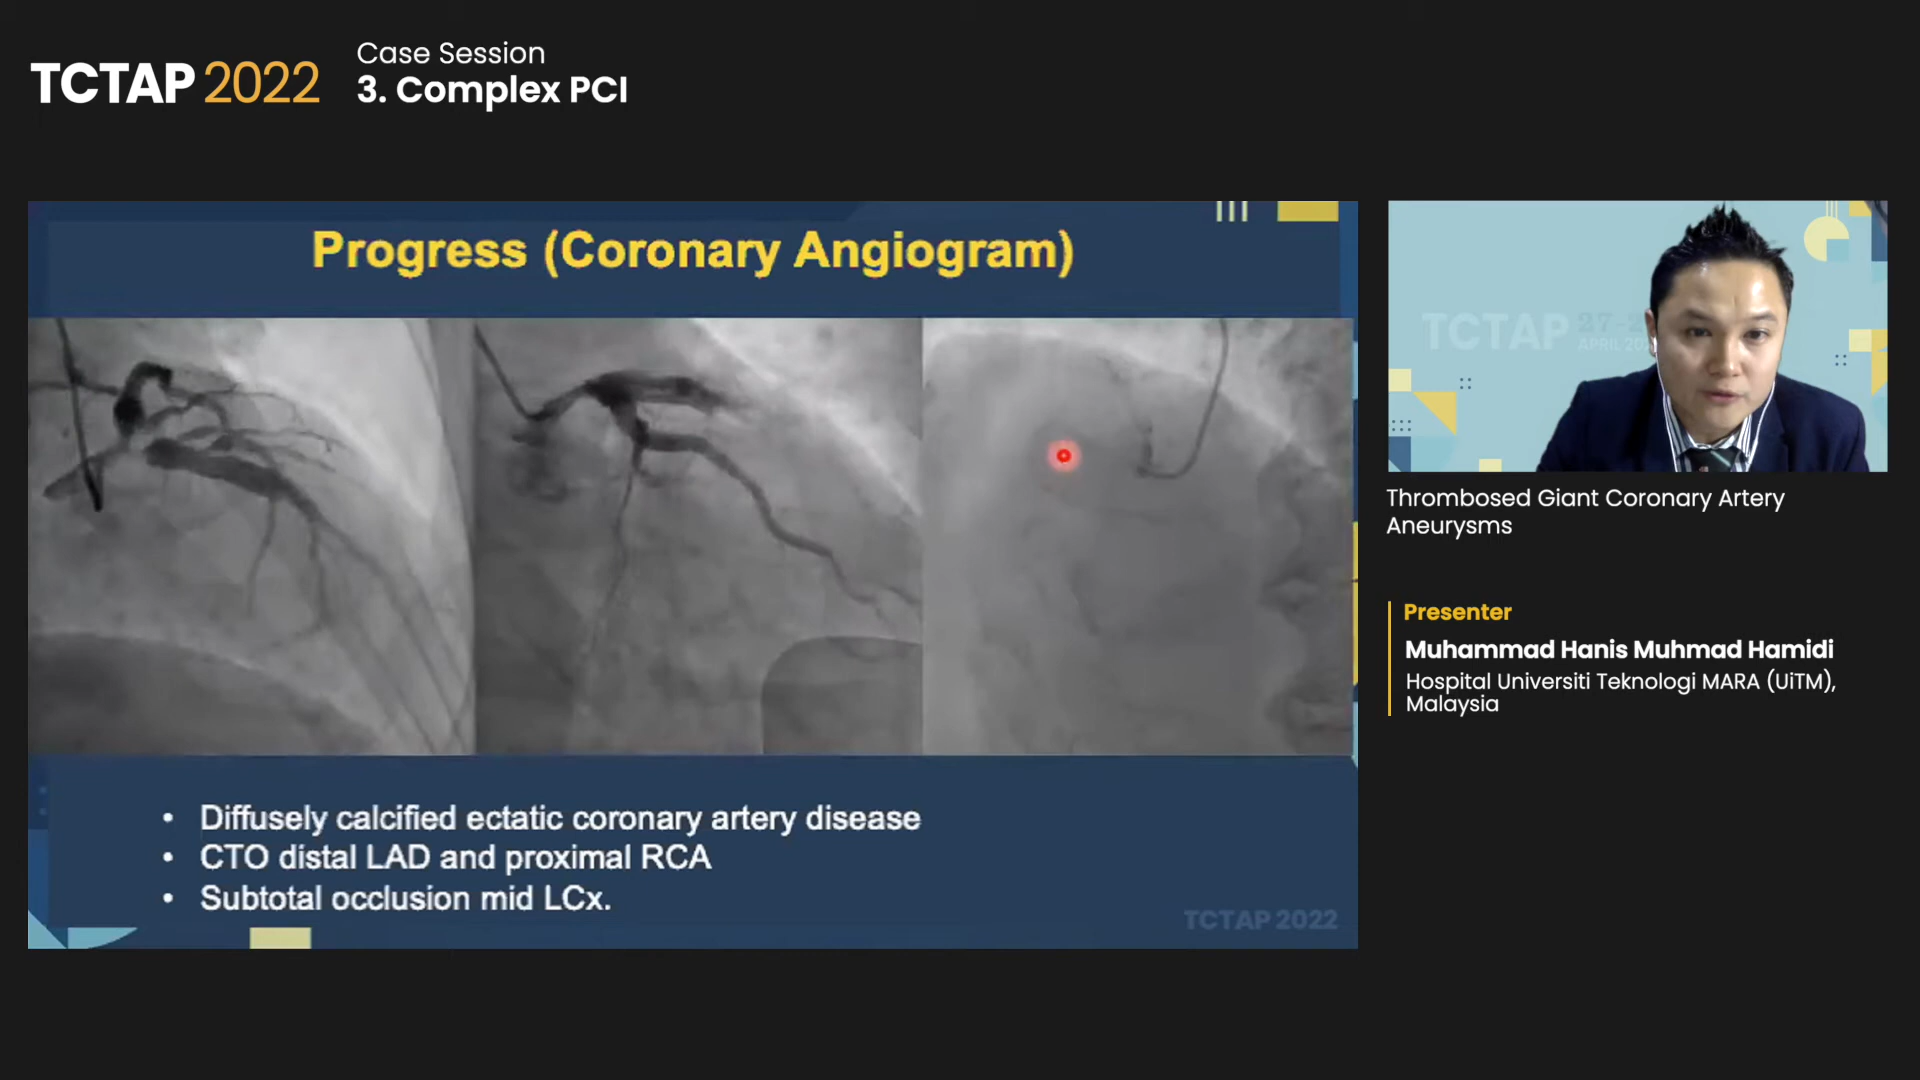 TCTAP 2022
Case Session
3. Complex PCI
Progress (Coronary Angiogram)
• Diffusely calcified ectatic coronary artery disease
• CTO distal LAD and proximal RCA
• Subtotal occlusion mid LCx.
TCTAP 2022
TCTAP
APRIL
Thrombosed Giant Coronary Artery
Aneurysms
Presenter
Muhammad Hanis Muhmad Hamidi
Hospital Universiti Teknologi MARA (UiTM),
Malaysia